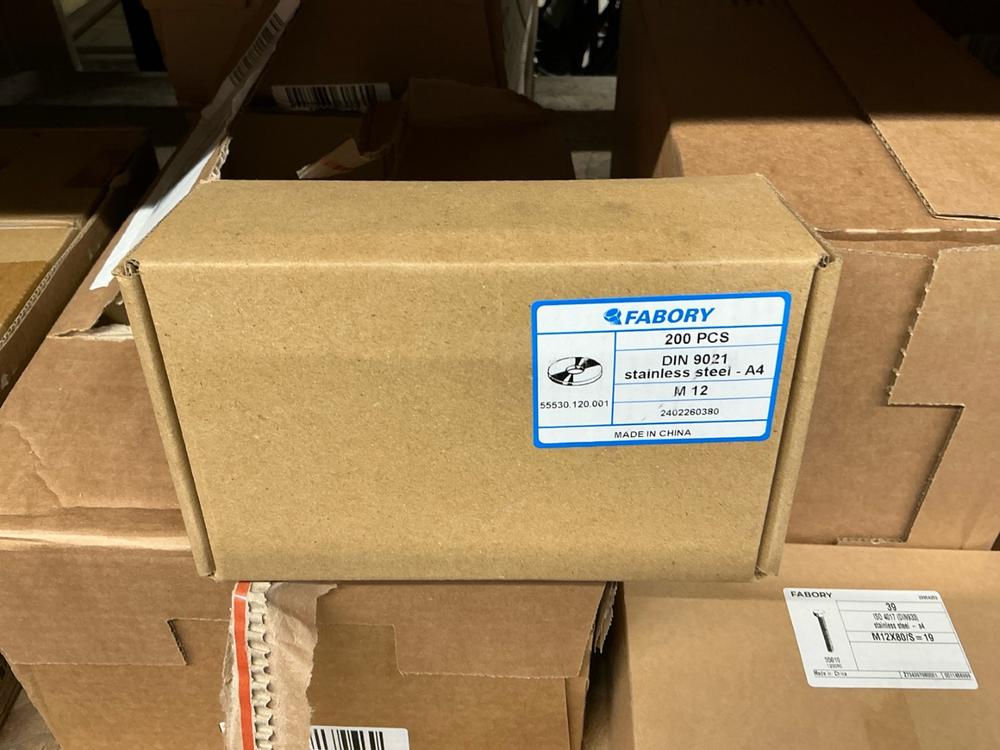 FABORY
200 PCS
DIN 9021
stainless steel - A4
M 12
55530.120.001
2402260380
MADE IN CHINA
FABORY
39
ISO 4017 (DIN933)
stainless steel - a4
M12X80/S=19
Made in China